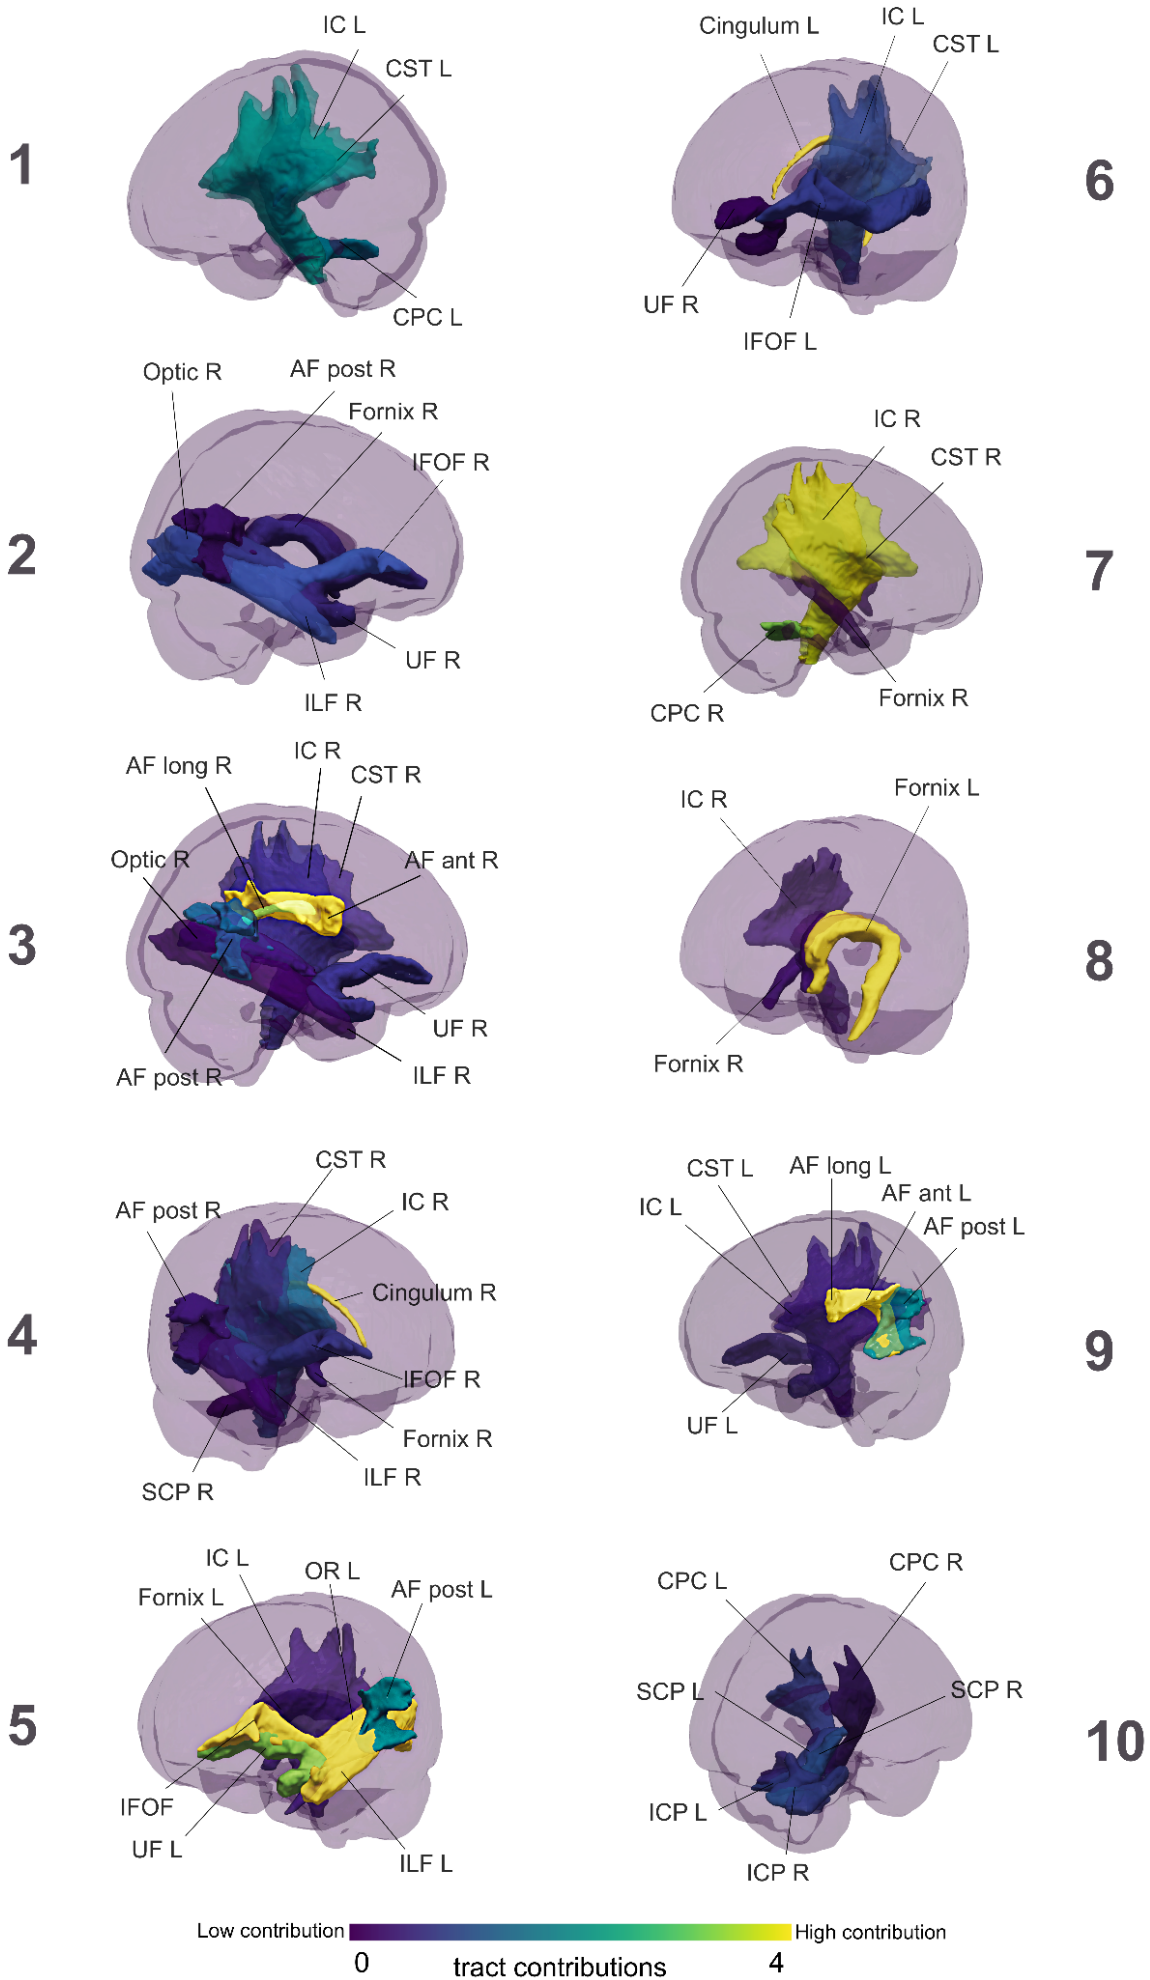 1
IC L
CST L
CPC L
2
Optic R
AF post R
Fornix R
IFOF R
UF R
ILF R
3
AF long R
IC R
CST R
Optic R
AF ant R
UF R
AF post R
ILF R
4
CST R
AF post R
IC R
Cingulum R
IFOF R
Fornix R
ILF R
SCP R
5
IC L
OR L
Fornix L
AF post L
IFOF
UF L
ILF L
6
Cingulum L
IC L
CST L
UF R
IFOF L
7
IC R
CST R
CPC R
Fornix R
8
IC R
Fornix L
Fornix R
9
CST L
AF long L
IC L
AF ant L
AF post L
UF L
10
CPC L
CPC R
SCP L
SCP R
ICP L
ICP R
Low contribution
High contribution
0
tract contributions
4